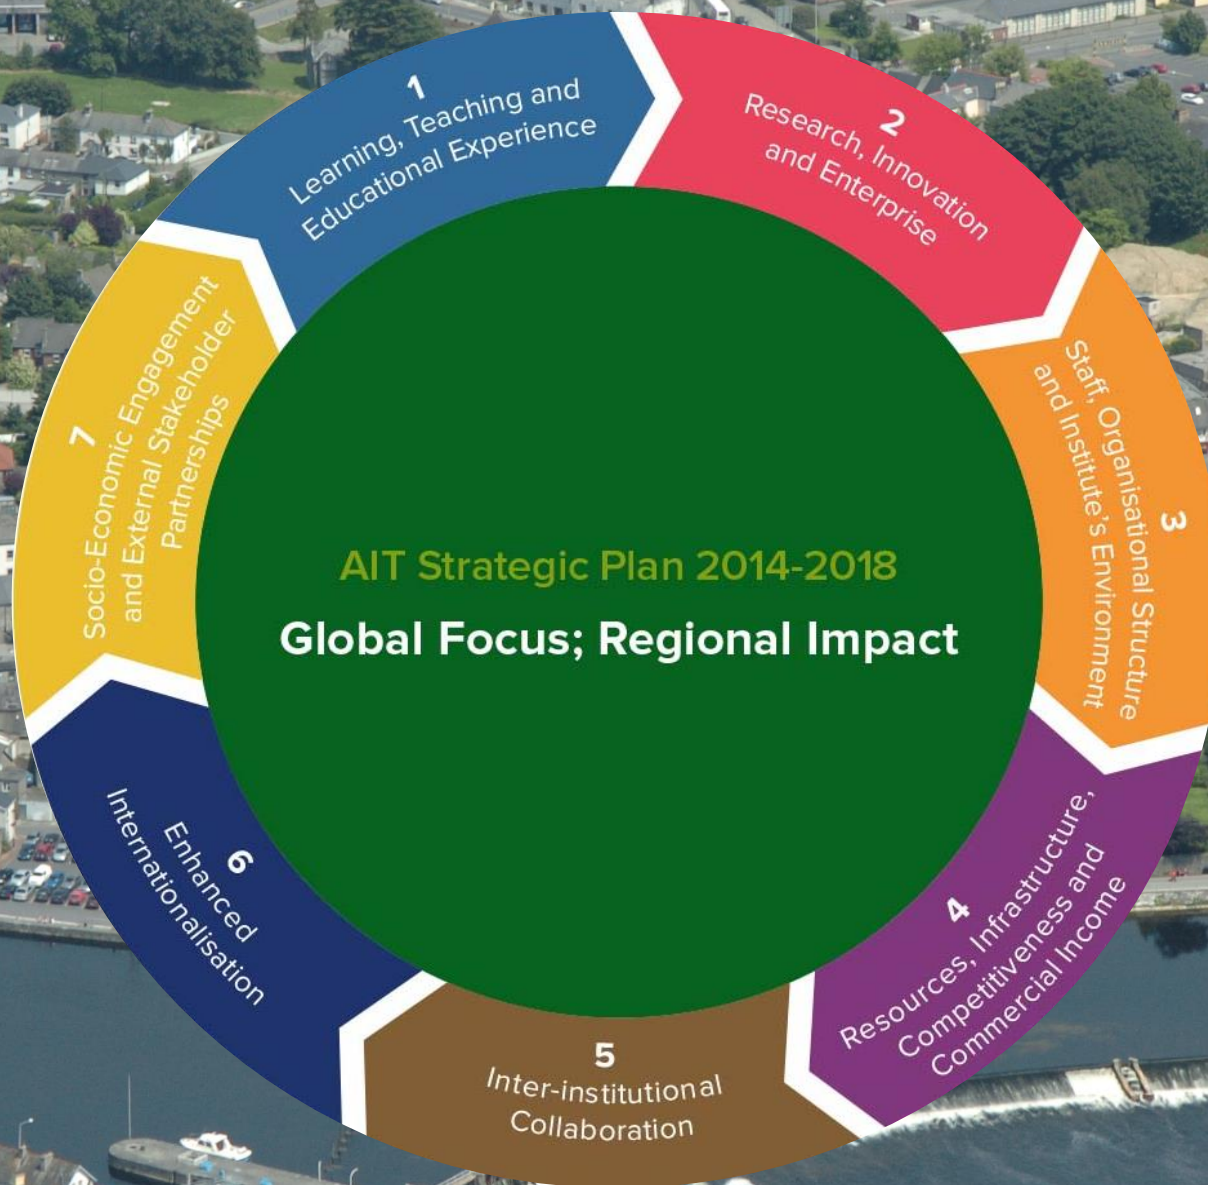 1
Learning, Teaching and
Educational Experience
2
Research, Innovation
and Enterprise
3
Staff, Organisational Structure
and Institute's Environment
4
Resources, Infrastructure,
Competitiveness and
Commercial Income
5
Inter-institutional
Collaboration
6
Enhanced
Internationalisation
7
Socio-Economic Engagement
and External Stakeholder
Partnerships
AIT Strategic Plan 2014-2018
Global Focus; Regional Impact